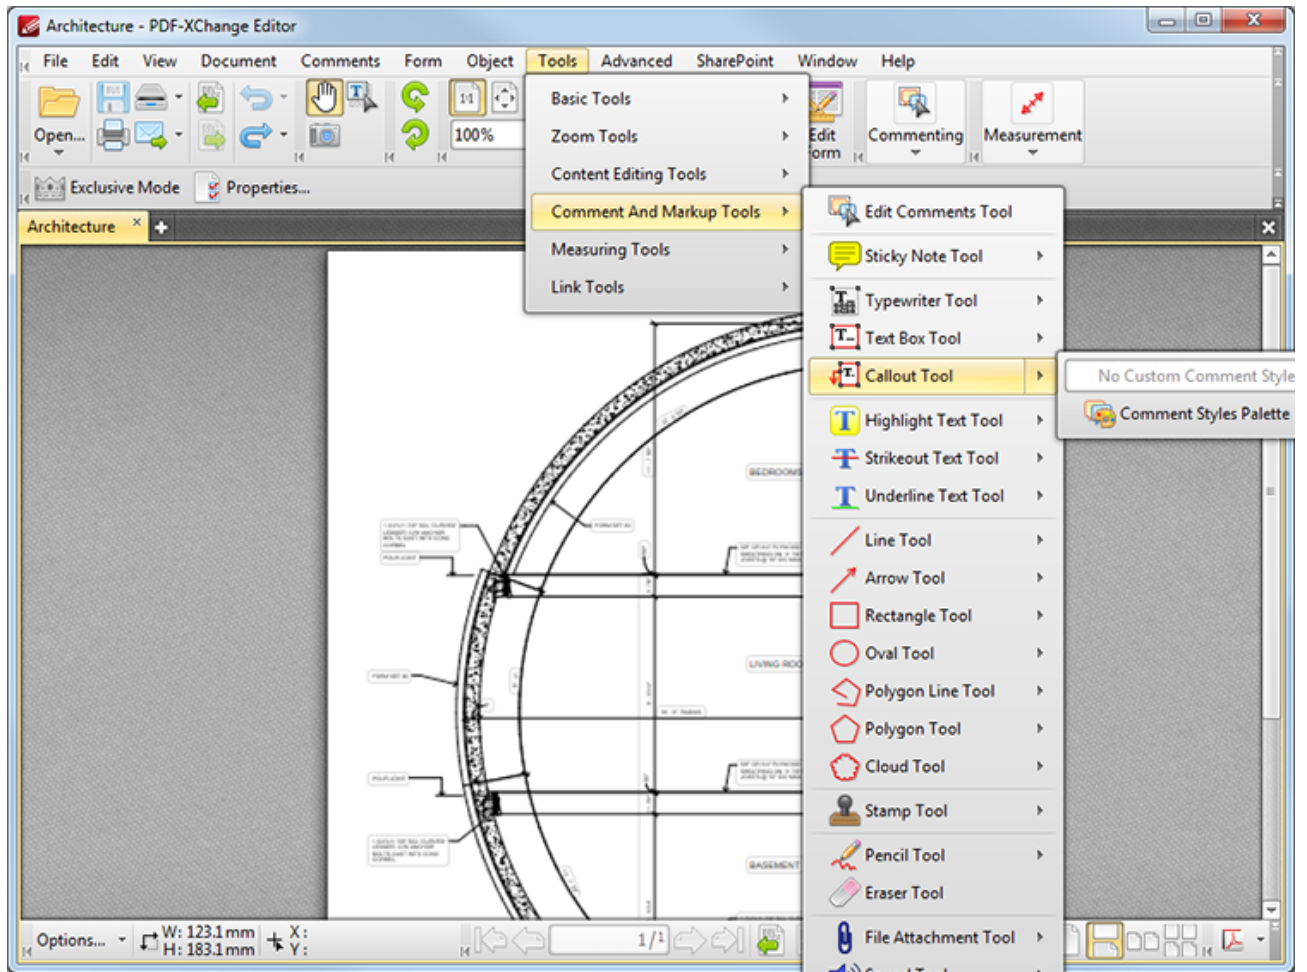 Architecture - PDF-XChange Editor
File Edit View Document Comments Form Object Tools Advanced SharePoint Window Help
Open...
100%
Edit
Form
Commenting
Measurement
Exclusive Mode Properties...
Architecture
Basic Tools
Zoom Tools
Content Editing Tools
Comment And Markup Tools
Measuring Tools
Link Tools
Edit Comments Tool
Sticky Note Tool
Typewriter Tool
Text Box Tool
Callout Tool
No Custom Comment Style
Comment Styles Palette
Highlight Text Tool
Strikeout Text Tool
Underline Text Tool
Line Tool
Arrow Tool
Rectangle Tool
Oval Tool
Polygon Line Tool
Polygon Tool
Cloud Tool
Stamp Tool
Pencil Tool
Eraser Tool
File Attachment Tool
BEDROOMS
LIVING ROO
BASEMENT
Options...
W: 123.1 mm
H: 183.1 mm
X:
Y:
1/1